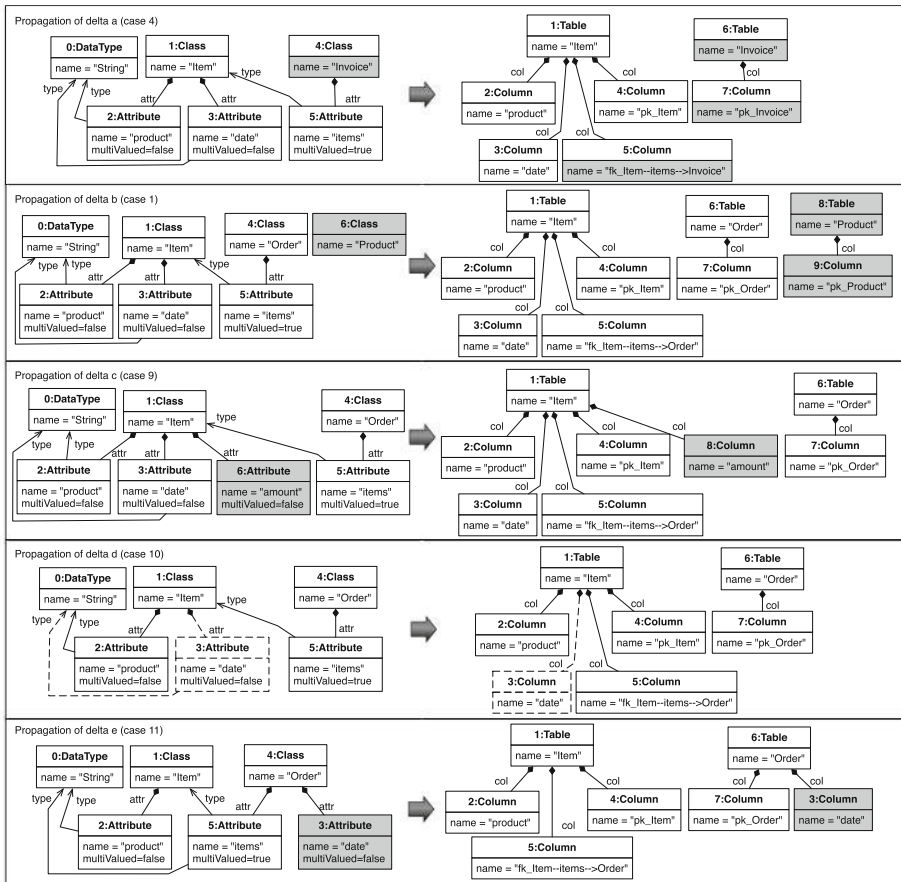 Propagation of delta a (case 4)
0:DataType
name = "String"
1:Class
name = "Item"
4:Class
name = "Invoice"
type
type
type
attr
attr
attr
2:Attribute
name = "product"
multiValued=false
3:Attribute
name = "date"
multiValued=false
5:Attribute
name = "items"
multiValued=true
1:Table
name = "Item"
6:Table
name = "Invoice"
col
col
col
2:Column
name = "product"
4:Column
name = "pk_Item"
7:Column
name = "pk_Invoice"
col
col
3:Column
name = "date"
5:Column
name = "fk_Item--items-->Invoice"
Propagation of delta b (case 1)
0:DataType
name = "String"
1:Class
name = "Item"
4:Class
name = "Order"
6:Class
name = "Product"
type
type
type
attr
attr
attr
2:Attribute
name = "product"
multiValued=false
3:Attribute
name = "date"
multiValued=false
5:Attribute
name = "items"
multiValued=true
1:Table
name = "Item"
6:Table
name = "Order"
8:Table
name = "Product"
col
col
col
col
2:Column
name = "product"
4:Column
name = "pk_Item"
7:Column
name = "pk_Order"
9:Column
name = "pk_Product"
col
col
3:Column
name = "date"
5:Column
name = "fk_Item--items-->Order"
Propagation of delta c (case 9)
0:DataType
name = "String"
1:Class
name = "Item"
4:Class
name = "Order"
type
type
type
attr
attr
attr
attr
2:Attribute
name = "product"
multiValued=false
3:Attribute
name = "date"
multiValued=false
6:Attribute
name = "amount"
multiValued=false
5:Attribute
name = "items"
multiValued=true
1:Table
name = "Item"
6:Table
name = "Order"
col
col
col
col
2:Column
name = "product"
4:Column
name = "pk_Item"
8:Column
name = "amount"
7:Column
name = "pk_Order"
col
col
3:Column
name = "date"
5:Column
name = "fk_Item--items-->Order"
Propagation of delta d (case 10)
0:DataType
name = "String"
1:Class
name = "Item"
4:Class
name = "Order"
type
type
type
attr
attr
attr
2:Attribute
name = "product"
multiValued=false
3:Attribute
name = "date"
multiValued=false
5:Attribute
name = "items"
multiValued=true
1:Table
name = "Item"
6:Table
name = "Order"
col
col
col
2:Column
name = "product"
4:Column
name = "pk_Item"
7:Column
name = "pk_Order"
col
col
3:Column
name = "date"
5:Column
name = "fk_Item--items-->Order"
Propagation of delta e (case 11)
0:DataType
name = "String"
1:Class
name = "Item"
4:Class
name = "Order"
type
type
attr
type
attr
attr
2:Attribute
name = "product"
multiValued=false
5:Attribute
name = "items"
multiValued=true
3:Attribute
name = "date"
multiValued=false
1:Table
name = "Item"
6:Table
name = "Order"
col
col
col
col
2:Column
name = "product"
4:Column
name = "pk_Item"
7:Column
name = "pk_Order"
3:Column
name = "date"
col
5:Column
name = "fk_Item--items-->Order"